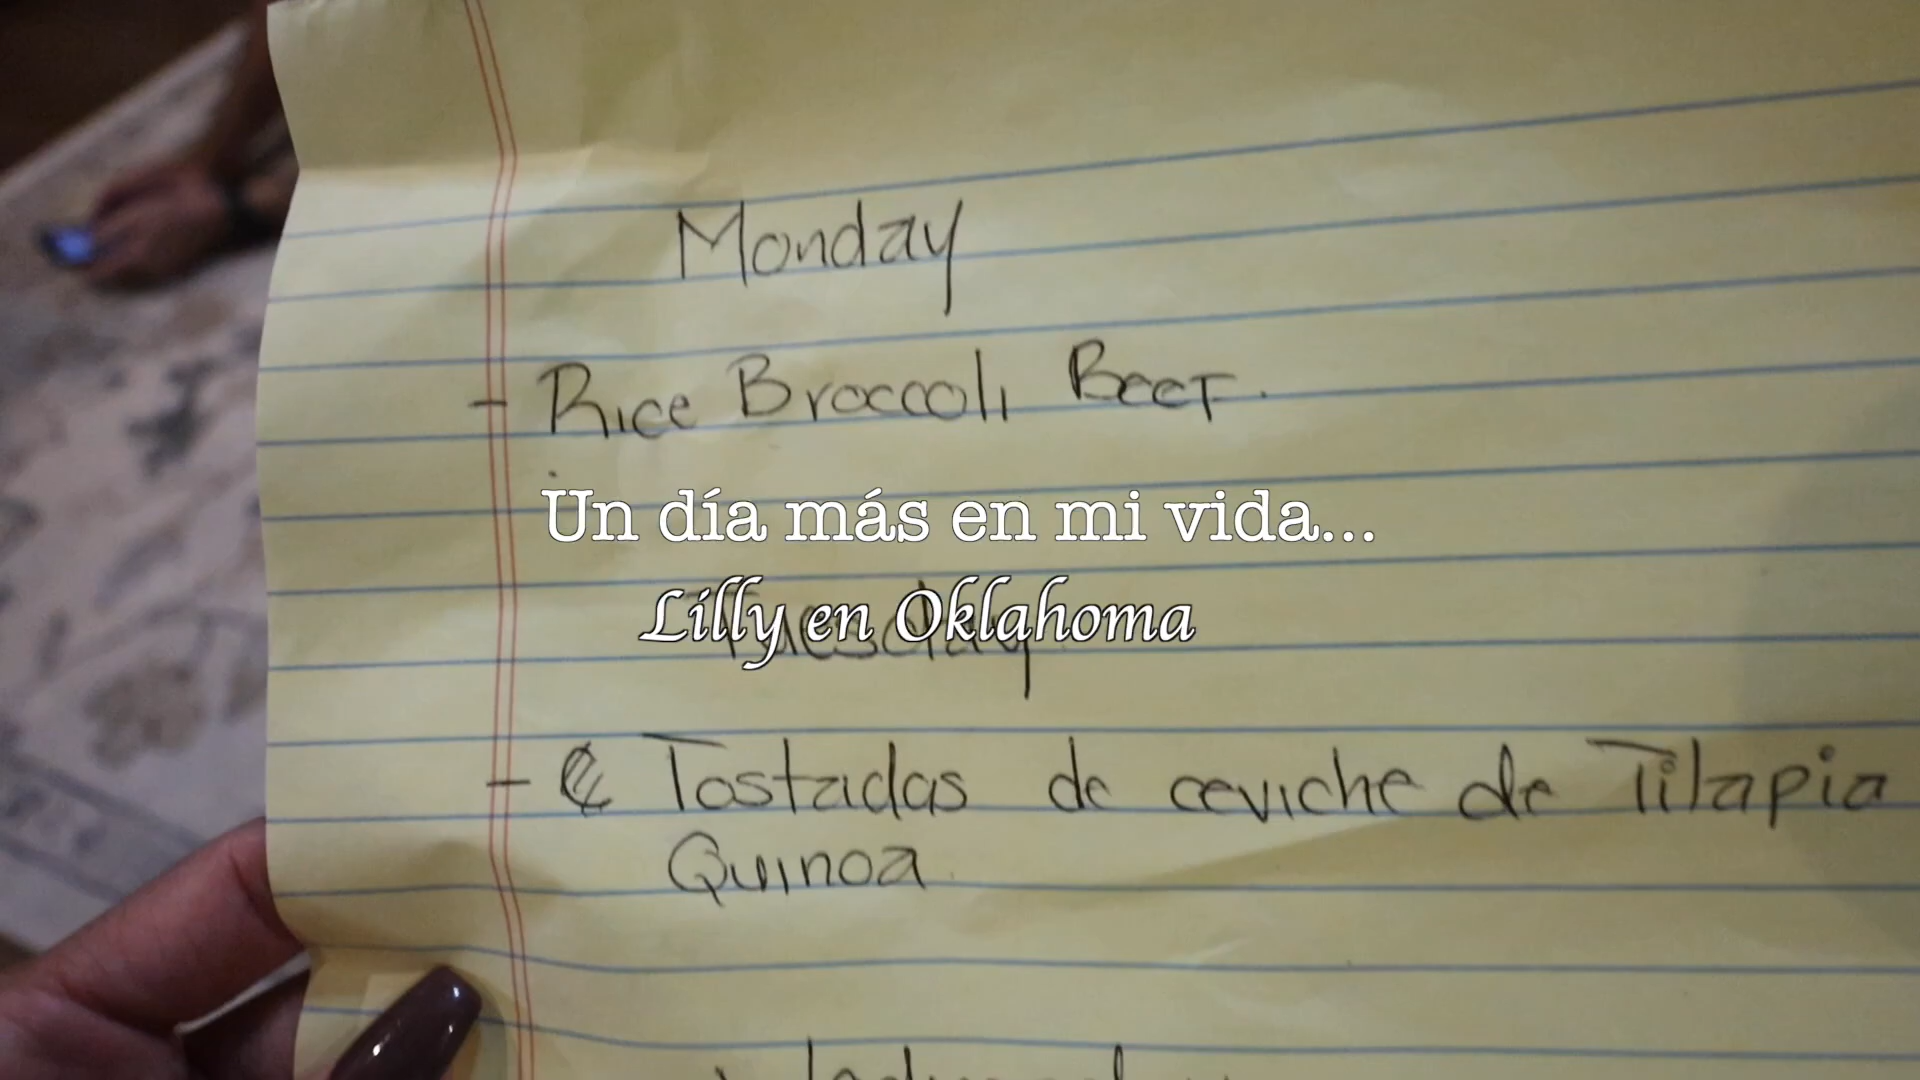 Monday
- Rice Broccoli Beef.
Un día más en mi vida...
Lilly en Oklahoma
Tuesday
- Tostadas de ceviche de Tilapia
Quinoa